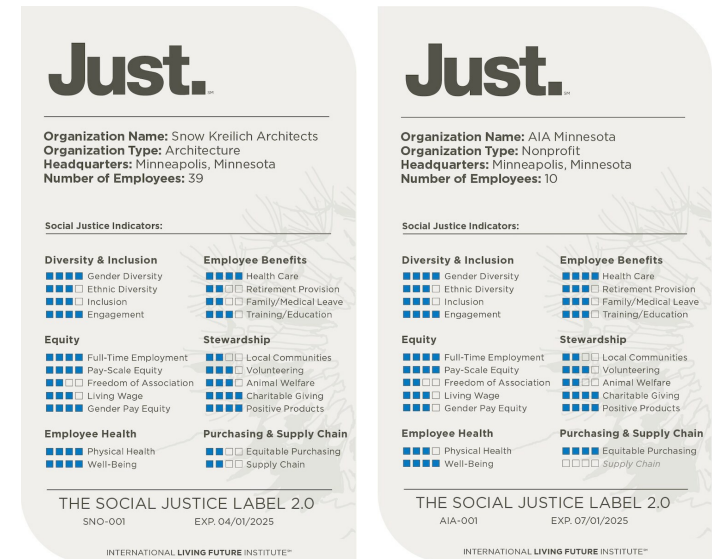 Just.
SM
Organization Name: Snow Kreilich Architects
Organization Type: Architecture
Headquarters: Minneapolis, Minnesota
Number of Employees: 39
Social Justice Indicators:
Diversity & Inclusion
Gender Diversity
Ethnic Diversity
Inclusion
Engagement
Equity
Full-Time Employment
Pay-Scale Equity
Freedom of Association
Living Wage
Gender Pay Equity
Employee Health
Physical Health
Well-Being
Employee Benefits
Health Care
Retirement Provision
Family/Medical Leave
Training/Education
Stewardship
Local Communities
Volunteering
Animal Welfare
Charitable Giving
Positive Products
Purchasing & Supply Chain
Equitable Purchasing
Supply Chain
THE SOCIAL JUSTICE LABEL 2.0
SNO-001 EXP. 04/01/2025
INTERNATIONAL LIVING FUTURE INSTITUTE℠
Just.
SM
Organization Name: AIA Minnesota
Organization Type: Nonprofit
Headquarters: Minneapolis, Minnesota
Number of Employees: 10
Social Justice Indicators:
Diversity & Inclusion
Gender Diversity
Ethnic Diversity
Inclusion
Engagement
Equity
Full-Time Employment
Pay-Scale Equity
Freedom of Association
Living Wage
Gender Pay Equity
Employee Health
Physical Health
Well-Being
Employee Benefits
Health Care
Retirement Provision
Family/Medical Leave
Training/Education
Stewardship
Local Communities
Volunteering
Animal Welfare
Charitable Giving
Positive Products
Purchasing & Supply Chain
Equitable Purchasing
Supply Chain
THE SOCIAL JUSTICE LABEL 2.0
AIA-001 EXP. 07/01/2025
INTERNATIONAL LIVING FUTURE INSTITUTE℠